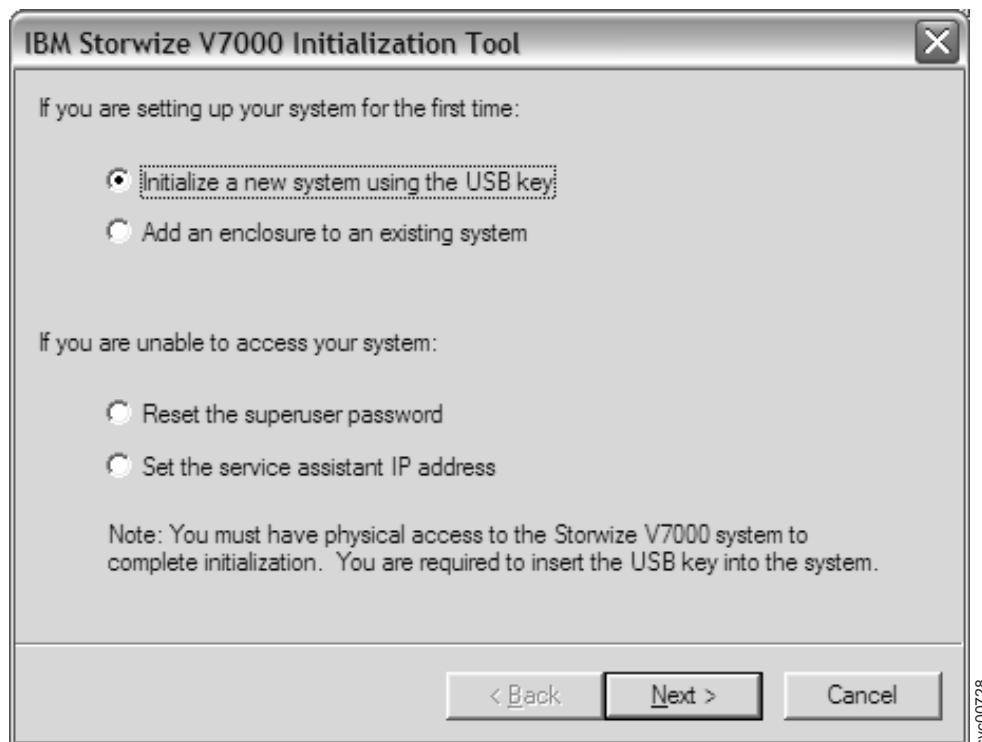 IBM Storwize V7000 Initialization Tool
If you are setting up your system for the first time:
Initialize a new system using the USB key
Add an enclosure to an existing system
If you are unable to access your system:
Reset the superuser password
Set the service assistant IP address
Note: You must have physical access to the Storwize V7000 system to
complete initialization. You are required to insert the USB key into the system.
< Back
Next >
Cancel